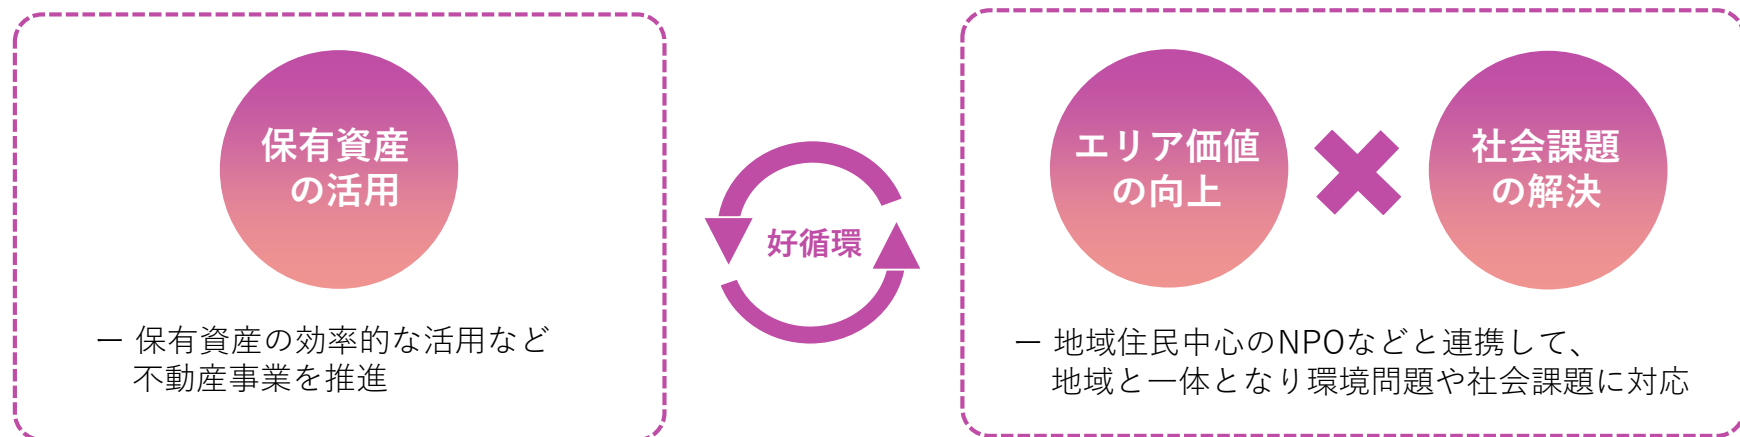 保有資産
の活用
ー 保有資産の効率的な活用など
不動産事業を推進
好循環
エリア価値
の向上
社会課題
の解決
ー 地域住民中心のNPOなどと連携して、
地域と一体となり環境問題や社会課題に対応